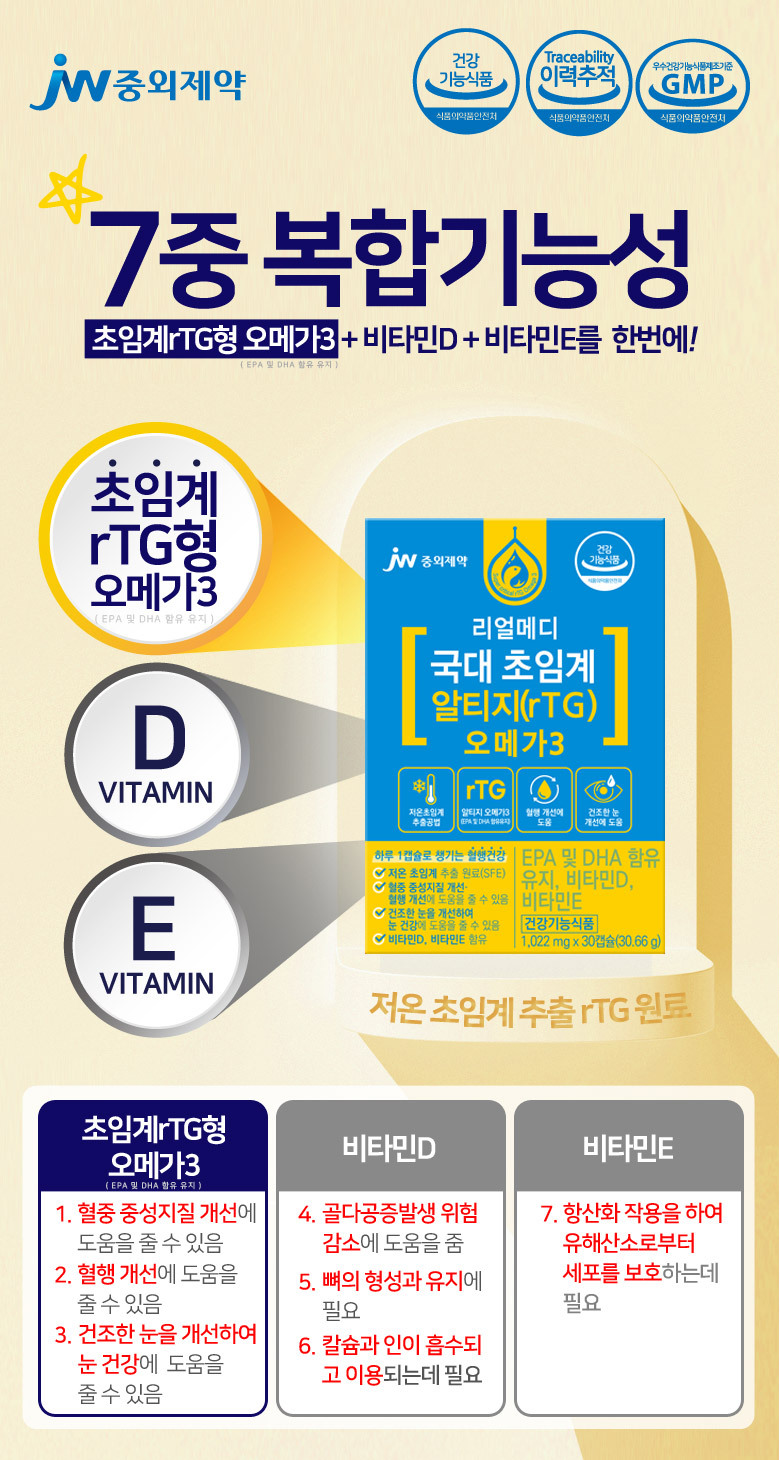 jw중외제약
건강
기능식품
식품의약품안전처
Traceability
이력추적
식품의약품안전처
우수건강기능식품제조기준
GMP
식품의약품안전처
7중 복합기능성
초임계rTG형 오메가3 + 비타민D + 비타민E를 한번에!
( EPA 및 DHA 함유 유지 )
초임계
rTG형
오메가3
( EPA 및 DHA 함유 유지 )
D
VITAMIN
E
VITAMIN
jw 중외제약
건강
기능식품
식품의약품안전처
리얼메디
국대 초임계
알티지(rTG)
오메가3
저온초임계
추출공법
rTG
알티지 오메가3
(EPA 및 DHA 함유유지)
혈행 개선에
도움
건조한 눈
개선에 도움
하루 1캡슐로 챙기는 혈행건강
저온 초임계 추출 원료(SFE)
혈중 중성지질 개선·
혈행 개선에 도움을 줄 수 있음
건조한 눈을 개선하여
눈 건강에 도움을 줄 수 있음
비타민D, 비타민E 함유
EPA 및 DHA 함유
유지, 비타민D,
비타민E
건강기능식품
1,022 mg x 30캡슐(30.66 g)
저온 초임계 추출 rTG 원료
초임계rTG형
오메가3
( EPA 및 DHA 함유 유지 )
1. 혈중 중성지질 개선에
도움을 줄 수 있음
2. 혈행 개선에 도움을
줄 수 있음
3. 건조한 눈을 개선하여
눈 건강에 도움을
줄 수 있음
비타민D
4. 골다공증발생 위험
감소에 도움을 줌
5. 뼈의 형성과 유지에
필요
6. 칼슘과 인이 흡수되
고 이용되는데 필요
비타민E
7. 항산화 작용을 하여
유해산소로부터
세포를 보호하는데
필요